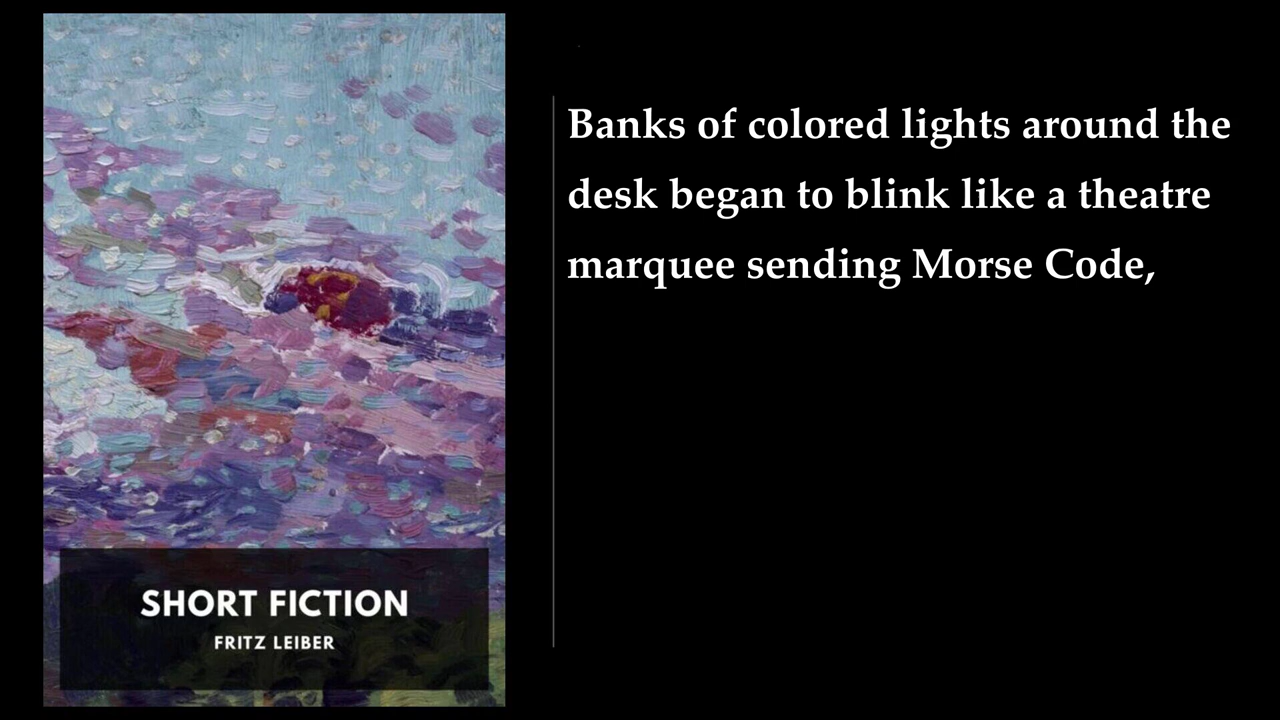 Banks of colored lights around the
desk began to blink like a theatre
marquee sending Morse Code,
SHORT FICTION
FRITZ LEIBER